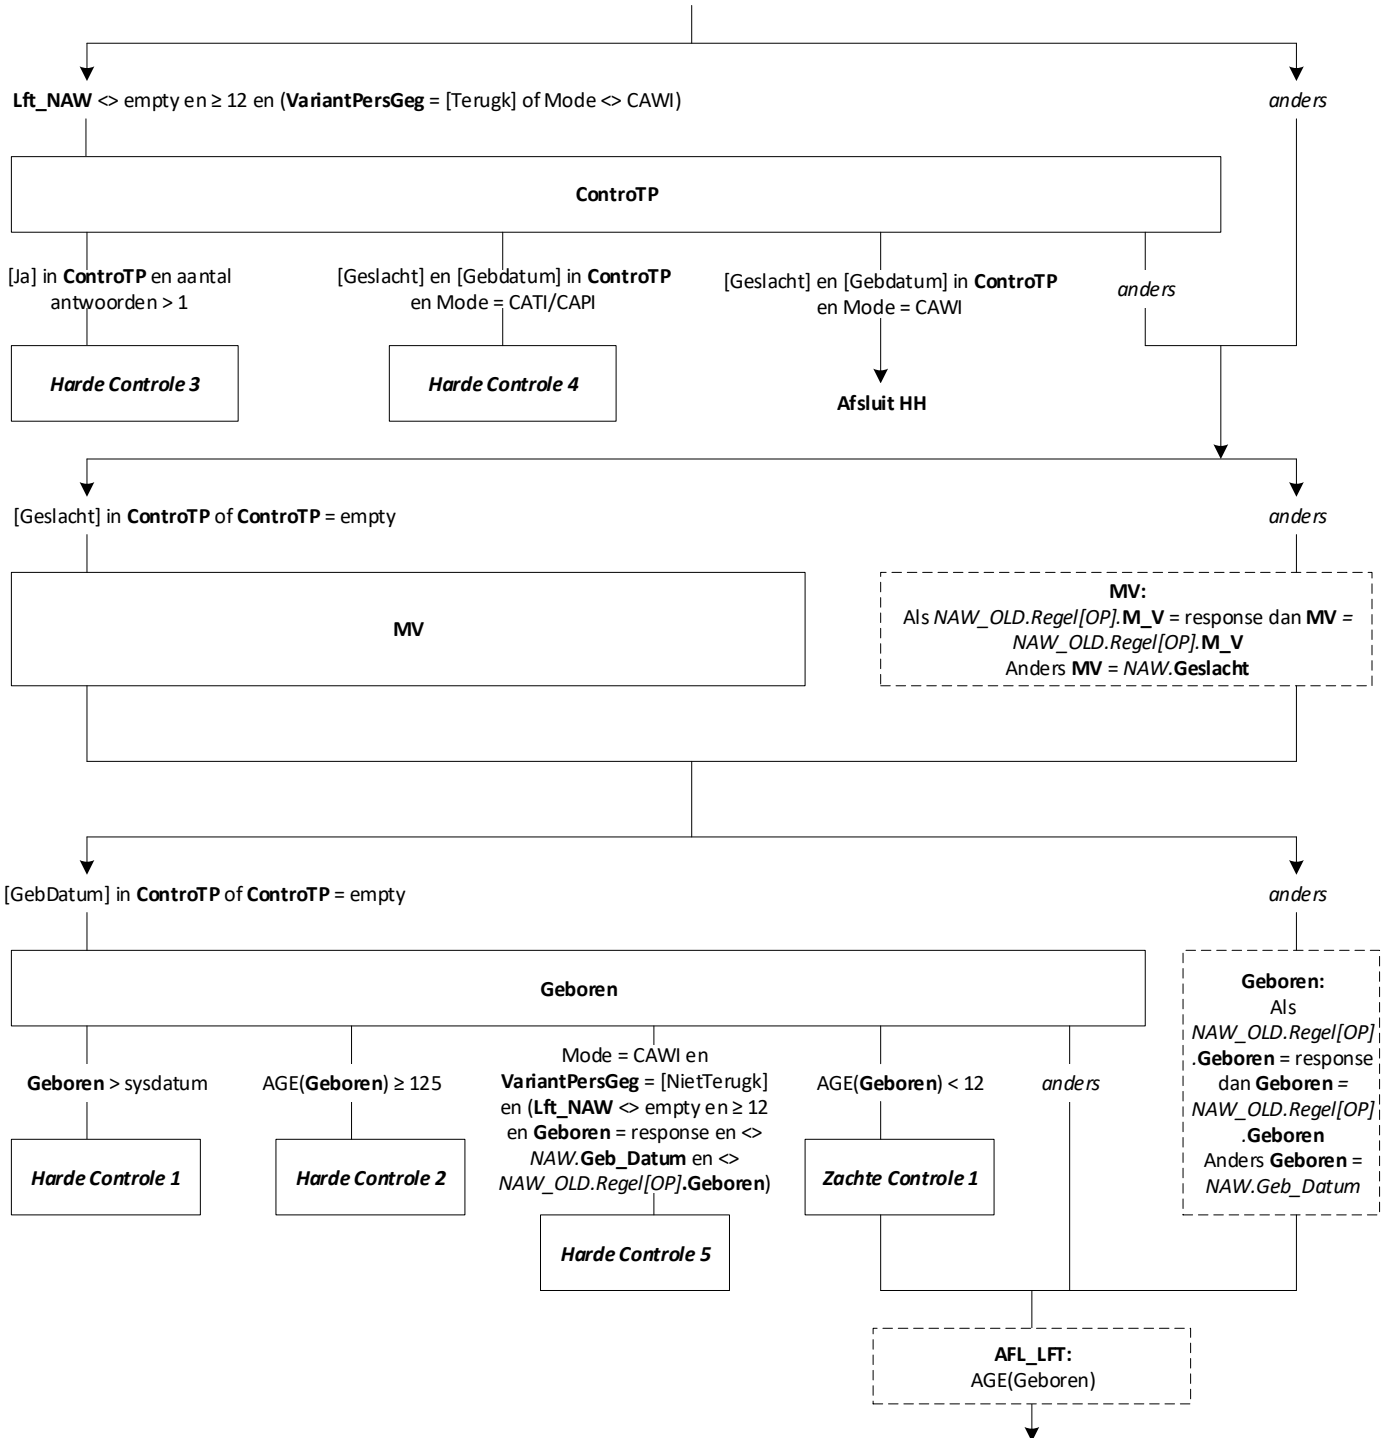 Lft_NAW <> empty en ≥ 12 en (VariantPersGeg = [Terugk] of Mode <> CAWI)
anders
ControTP
[Ja] in ControTP en aantal
antwoorden > 1
[Geslacht] en [Gebdatum] in ControTP
en Mode = CATI/CAPI
[Geslacht] en [Gebdatum] in ControTP
en Mode = CAWI
anders
Harde Controle 3
Harde Controle 4
Afsluit HH
[Geslacht] in ControTP of ControTP = empty
anders
MV
MV:
Als NAW_OLD.Regel[OP].M_V = response dan MV =
NAW_OLD.Regel[OP].M_V
Anders MV = NAW.Geslacht
[GebDatum] in ControTP of ControTP = empty
anders
Geboren
Geboren > sysdatum
AGE(Geboren) ≥ 125
Mode = CAWI en
VariantPersGeg = [NietTerugk]
en (Lft_NAW <> empty en ≥ 12
en Geboren = response en <>
NAW.Geb_Datum en <>
NAW_OLD.Regel[OP].Geboren)
AGE(Geboren) < 12
anders
Geboren:
Als
NAW_OLD.Regel[OP]
.Geboren = response
dan Geboren =
NAW_OLD.Regel[OP]
.Geboren
Anders Geboren =
NAW.Geb_Datum
Harde Controle 1
Harde Controle 2
Harde Controle 5
Zachte Controle 1
AFL_LFT:
AGE(Geboren)